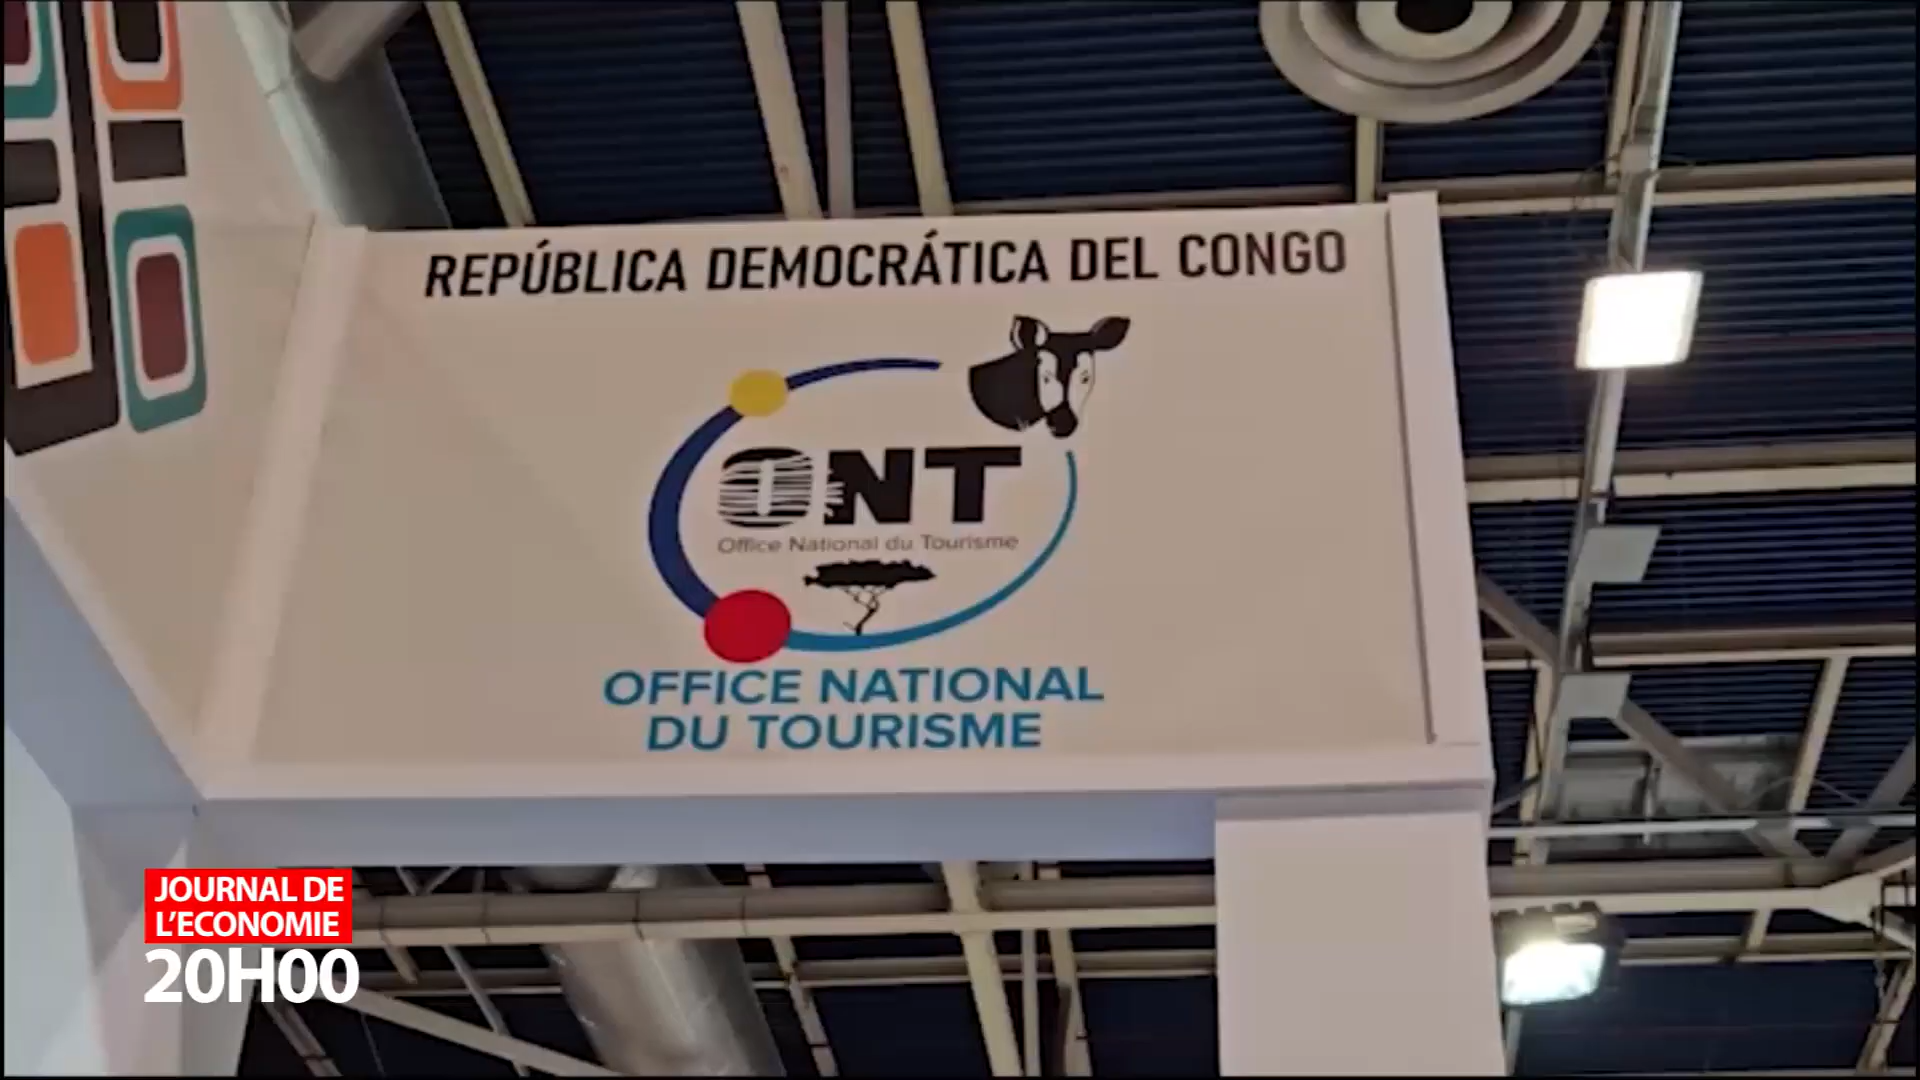 REPÚBLICA DEMOCRÁTICA DEL CONGO
ONT
Office National du Tourisme
OFFICE NATIONAL
DU TOURISME
JOURNAL DE
L'ECONOMIE
20H00